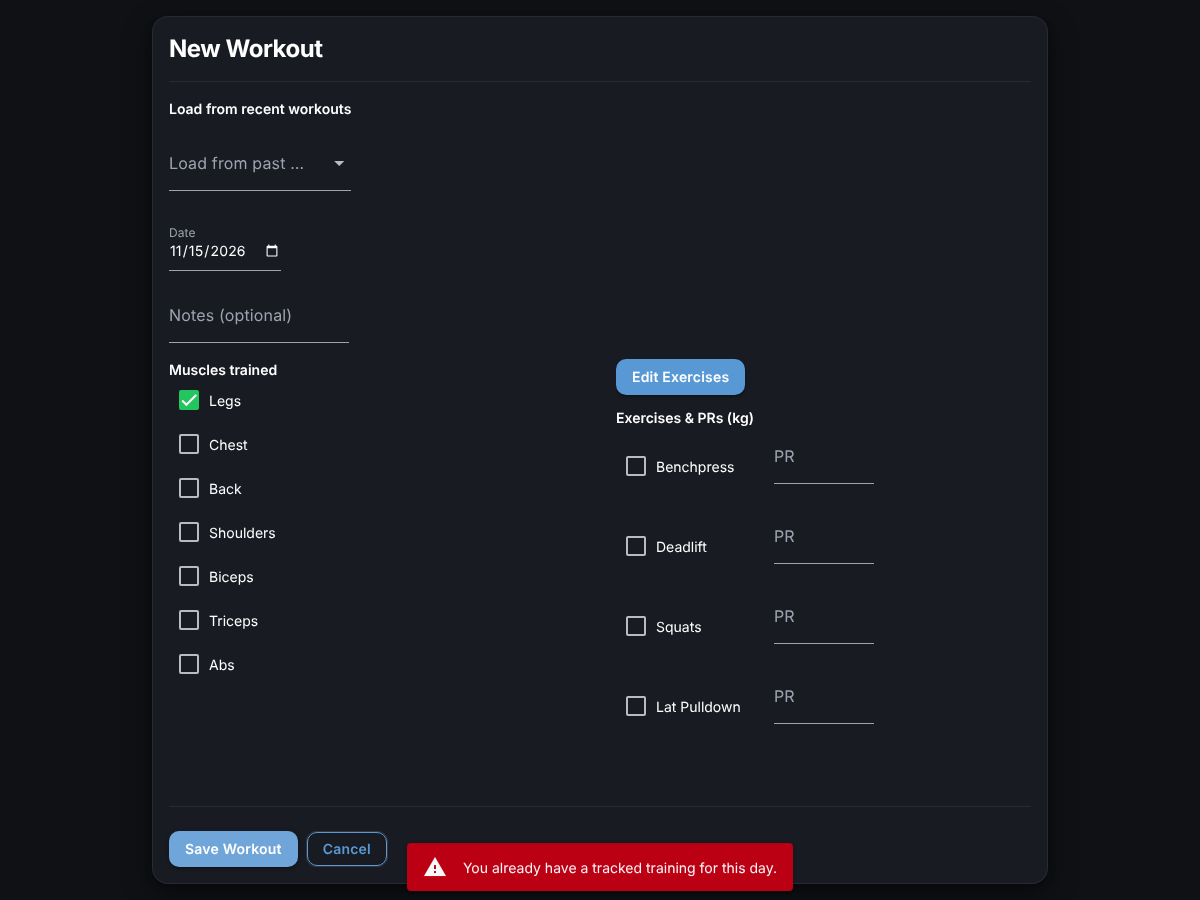 New Workout
Load from recent workouts
Load from past ...
Date
11/15/2026
Notes (optional)
Muscles trained
Legs
Chest
Back
Shoulders
Biceps
Triceps
Abs
Edit Exercises
Exercises & PRs (kg)
Benchpress PR
Deadlift PR
Squats PR
Lat Pulldown PR
Save Workout Cancel
You already have a tracked training for this day.